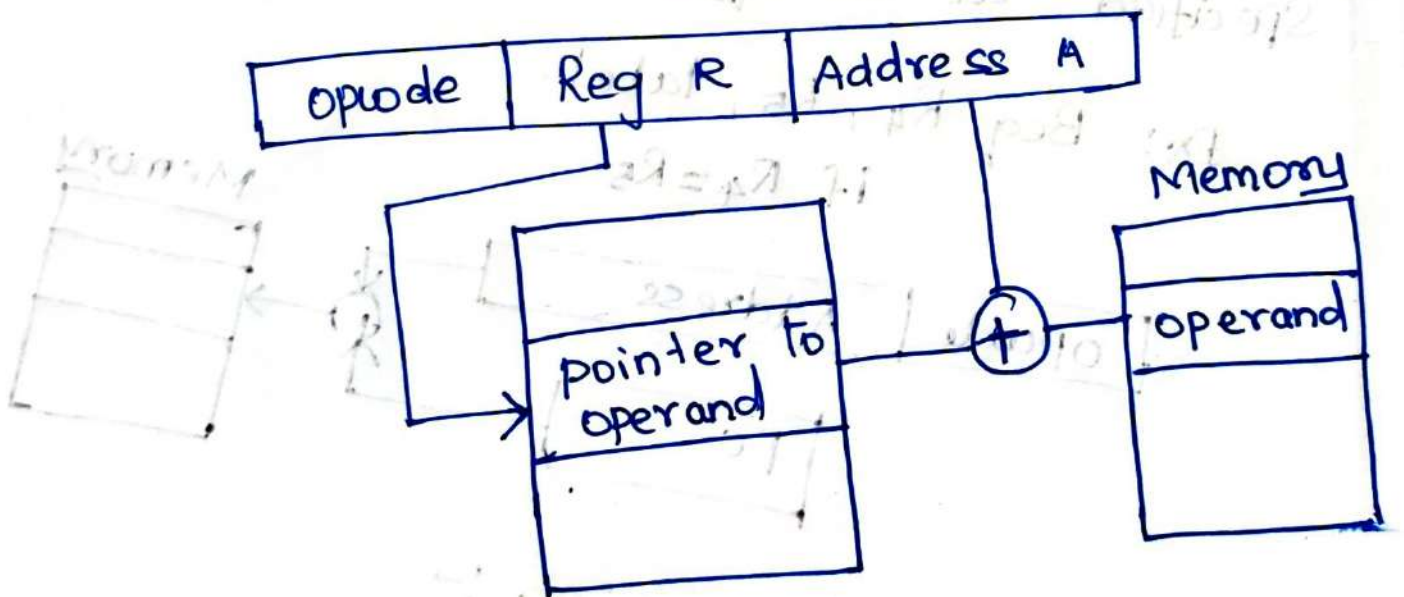 opcode Reg R Address A
Memory
pointer to
operand
operand
+